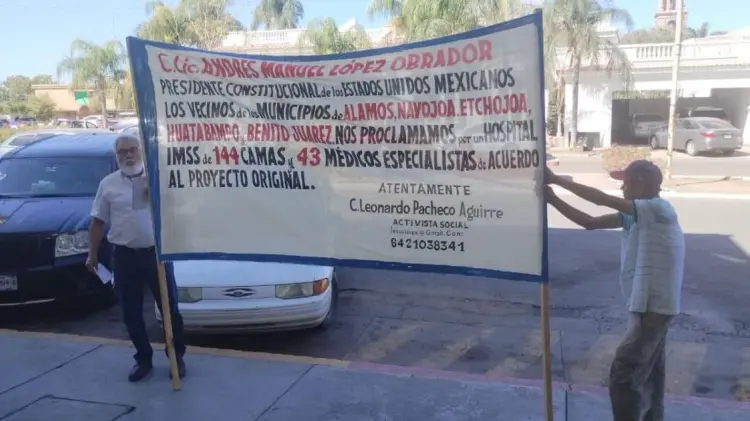 C. Lic. ANDRES MANUEL LÓPEZ OBRADOR
PRESIDENTE CONSTITUCIONAL de los ESTADOS UNIDOS MEXICANOS
LOS VECINOS de los MUNICIPIOS de ALAMOS, NAVOJOA, ETCHOJOA,
HUATABAMPO y BENITO JUAREZ. NOS PROCLAMAMOS por un HOSPITAL
IMSS de 144 CAMAS y 43 MÉDICOS ESPECIALISTAS de ACUERDO
AL PROYECTO ORIGINAL.
ATENTAMENTE
C. Leonardo Pacheco Aguirre
ACTIVISTA SOCIAL
6421038341